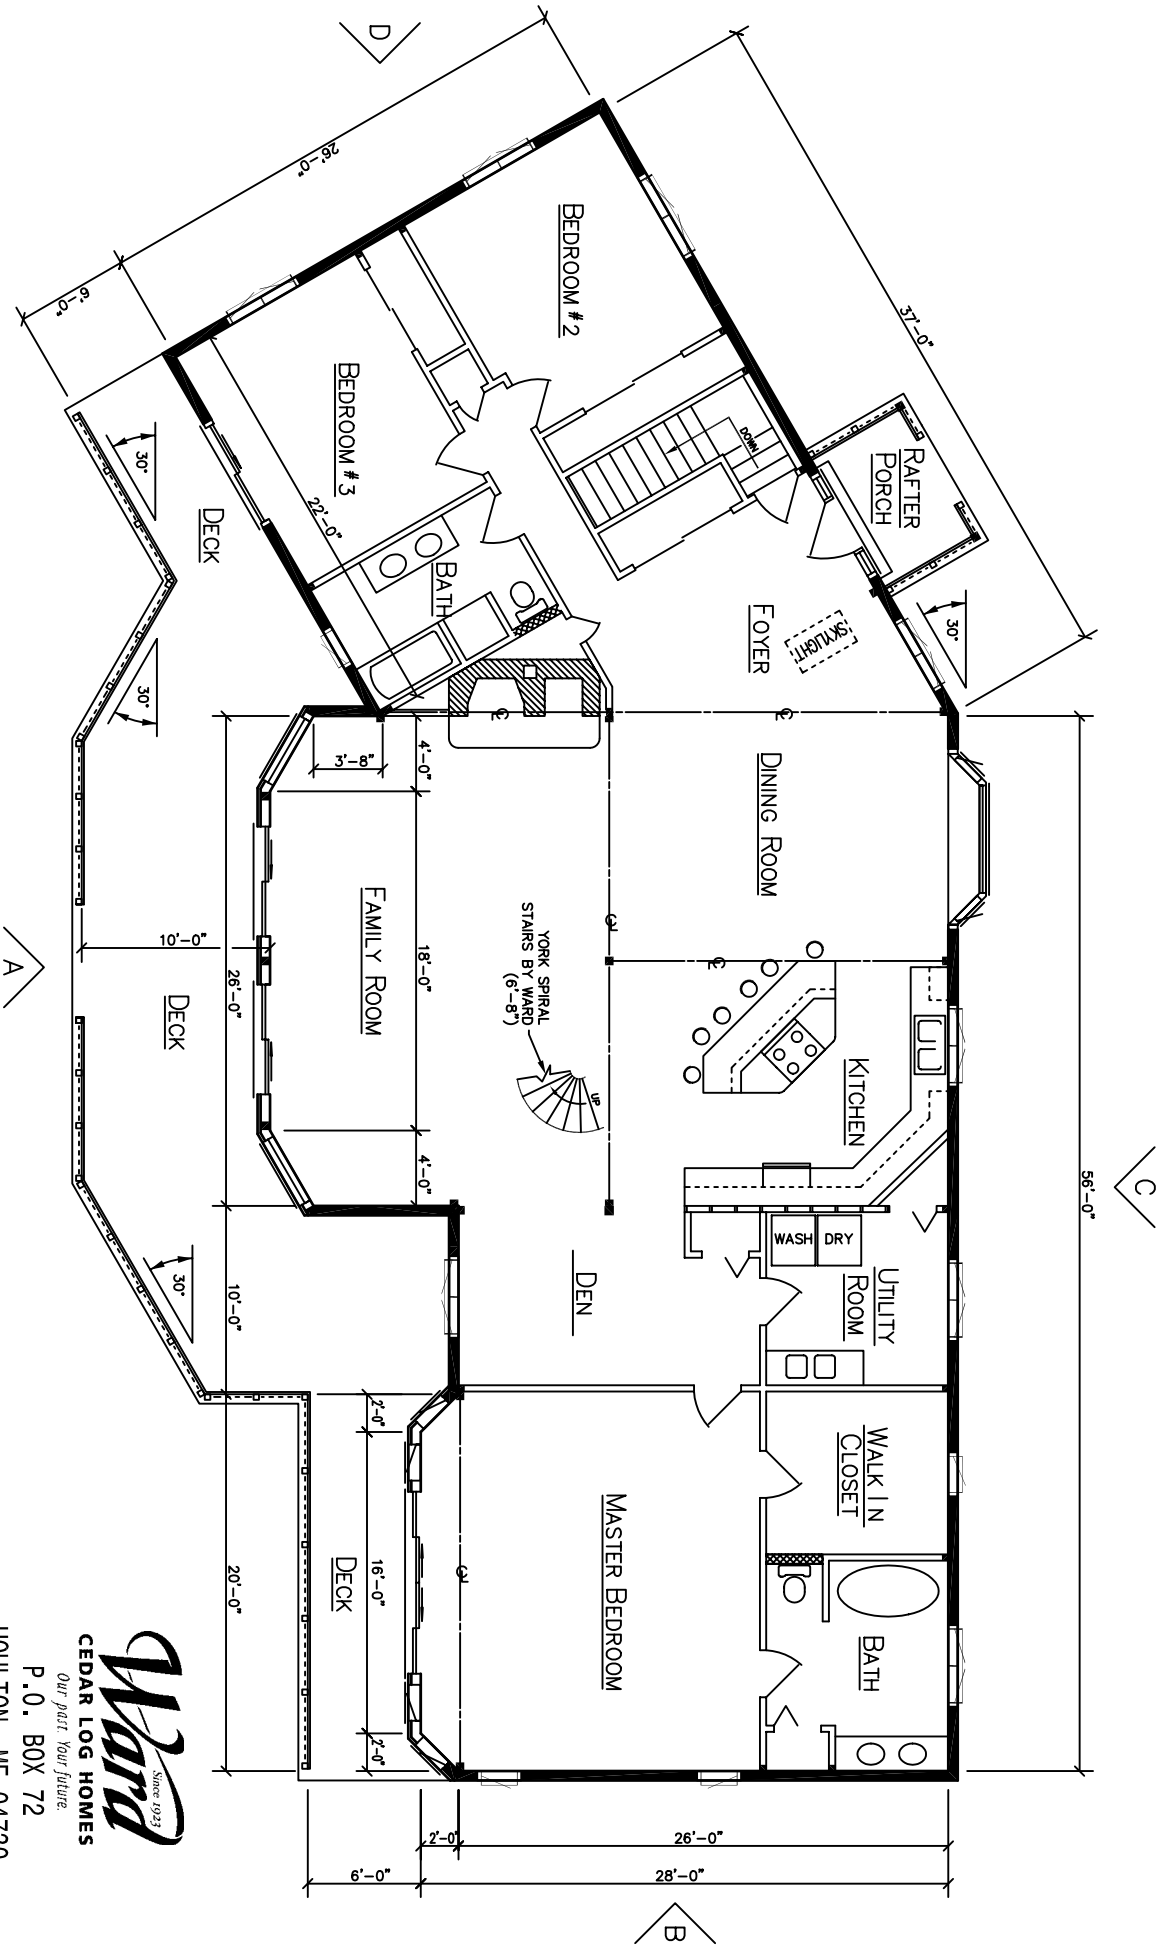 D
26'-0"
6'-0"
37'-0"
BEDROOM #2
BEDROOM #3
22'-0"
DOWN
RAFTER
PORCH
30°
30°
30°
30°
DECK
BATH
FOYER
SKYLIGHT
℄
℄
3'-8"
4'-0"
18'-0"
4'-0"
DINING ROOM
FAMILY ROOM
℄
℄
YORK SPIRAL
STAIRS BY WARD
(6'-8")
UP
KITCHEN
10'-0"
26'-0"
10'-0"
20'-0"
DECK
A
C
56'-0"
WASH
DRY
UTILITY
ROOM
DEN
WALK IN
CLOSET
MASTER BEDROOM
BATH
℄
2'-0"
16'-0"
2'-0"
DECK
2'-0"
26'-0"
6'-0"
28'-0"
B
Ward
Since 1923
CEDAR LOG HOMES
Our past. Your future.
P.O. BOX 72
HOULTON, ME 04730